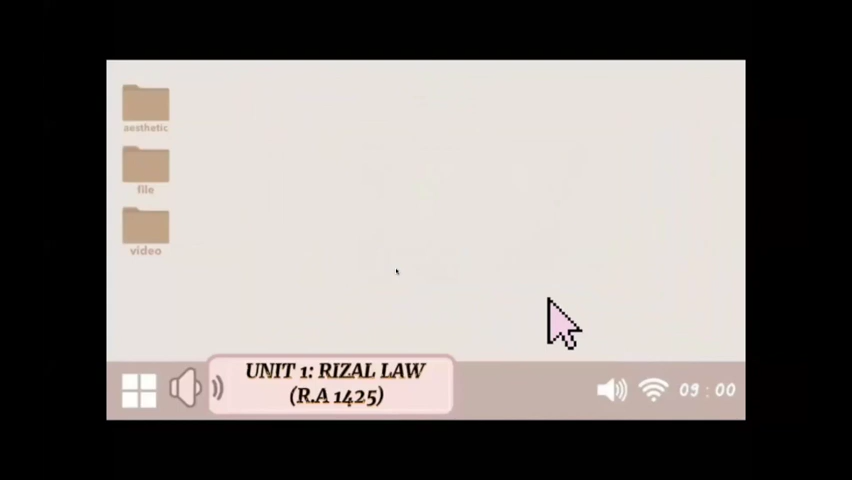 aesthetic
file
video
UNIT 1: RIZAL LAW
(R.A 1425)
09 : 00